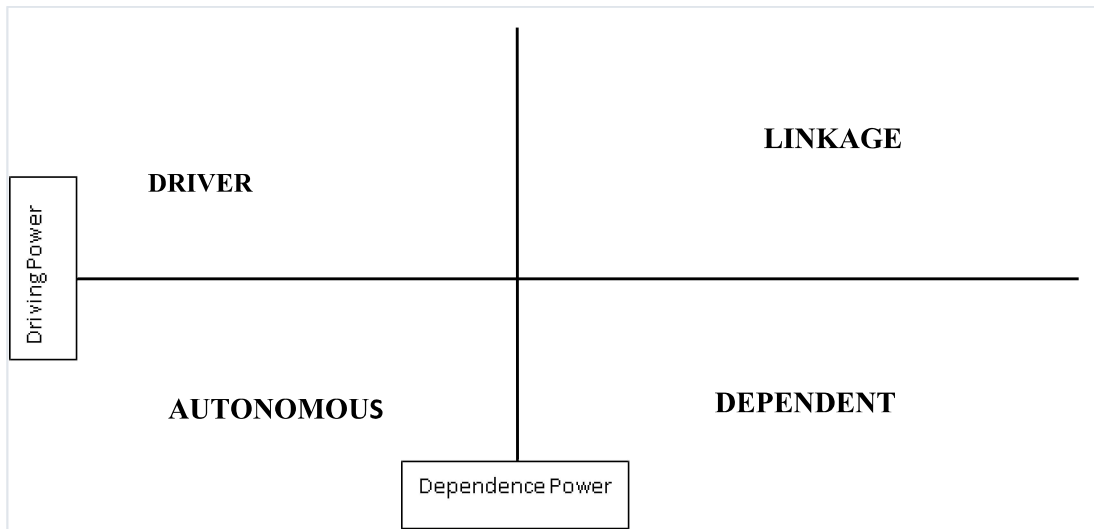 LINKAGE
DRIVER
Driving Power
AUTONOMOUS
DEPENDENT
Dependence Power